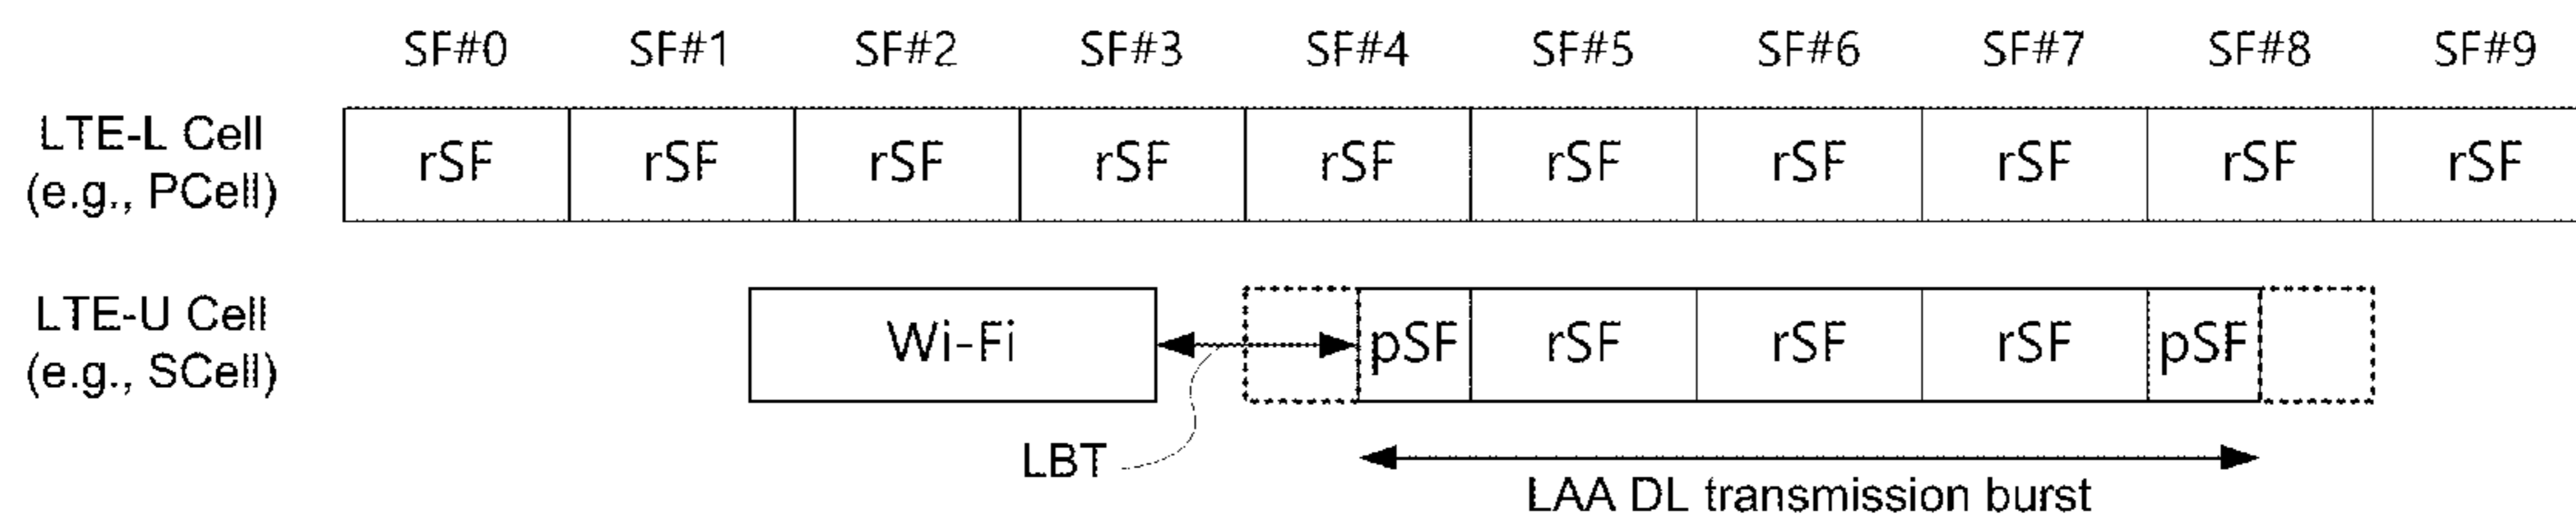 SF#0 SF#1 SF#2 SF#3 SF#4 SF#5 SF#6 SF#7 SF#8 SF#9
LTE-L Cell
(e.g., PCell)
rSF rSF rSF rSF rSF rSF rSF rSF rSF rSF
LTE-U Cell
(e.g., SCell)
Wi-Fi pSF rSF rSF rSF pSF
LBT
LAA DL transmission burst